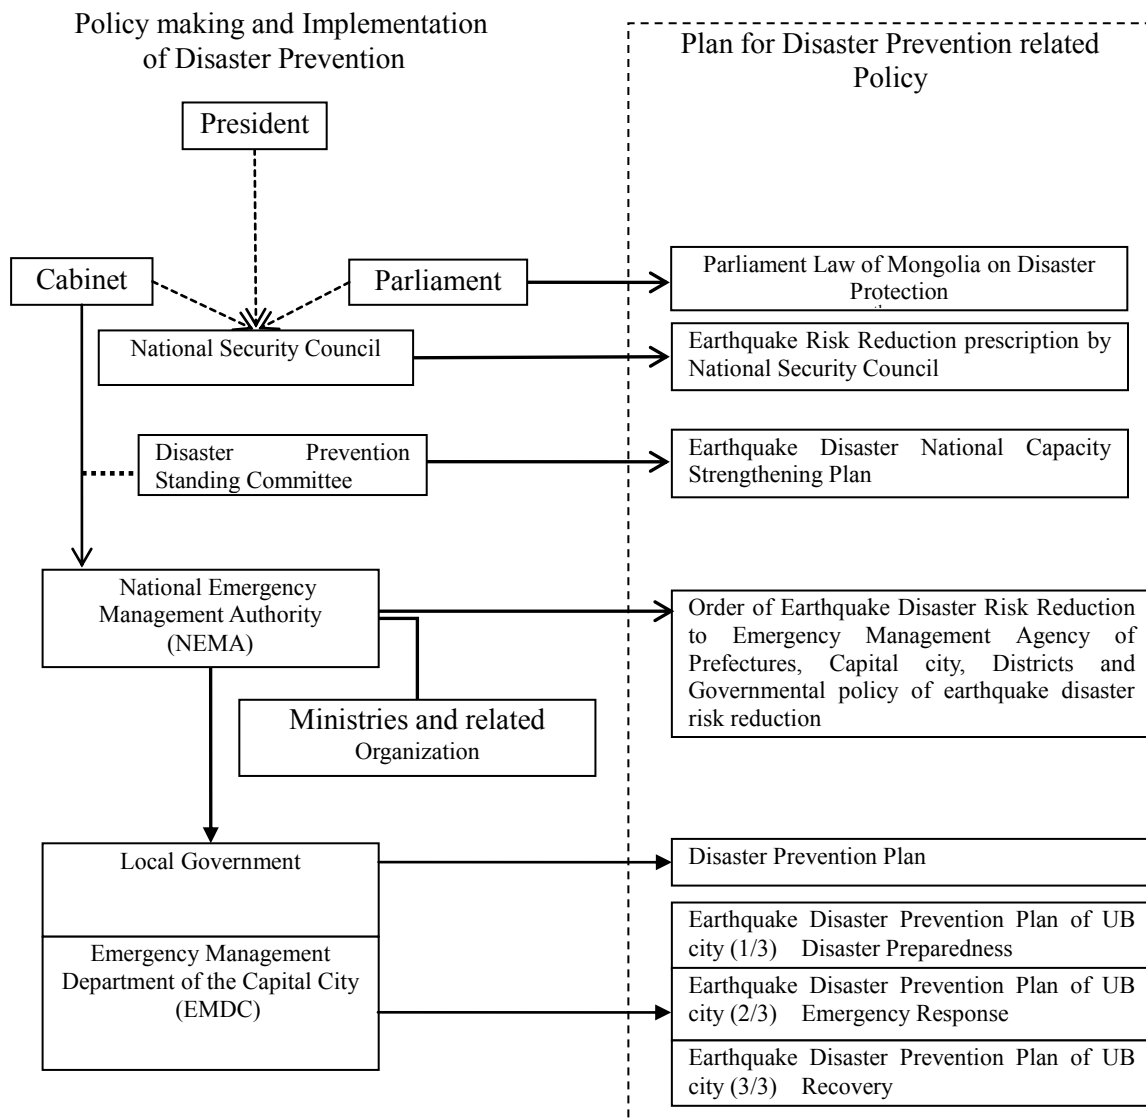 Policy making and Implementation
of Disaster Prevention
Plan for Disaster Prevention related
Policy
President
Cabinet
Parliament
Parliament Law of Mongolia on Disaster
Protection
National Security Council
Earthquake Risk Reduction prescription by
National Security Council
Disaster Prevention
Standing Committee
Earthquake Disaster National Capacity
Strengthening Plan
National Emergency
Management Authority
(NEMA)
Order of Earthquake Disaster Risk Reduction
to Emergency Management Agency of
Prefectures, Capital city, Districts and
Governmental policy of earthquake disaster
risk reduction
Ministries and related
Organization
Local Government
Disaster Prevention Plan
Emergency Management
Department of the Capital City
(EMDC)
Earthquake Disaster Prevention Plan of UB
city (1/3) Disaster Preparedness
Earthquake Disaster Prevention Plan of UB
city (2/3) Emergency Response
Earthquake Disaster Prevention Plan of UB
city (3/3) Recovery